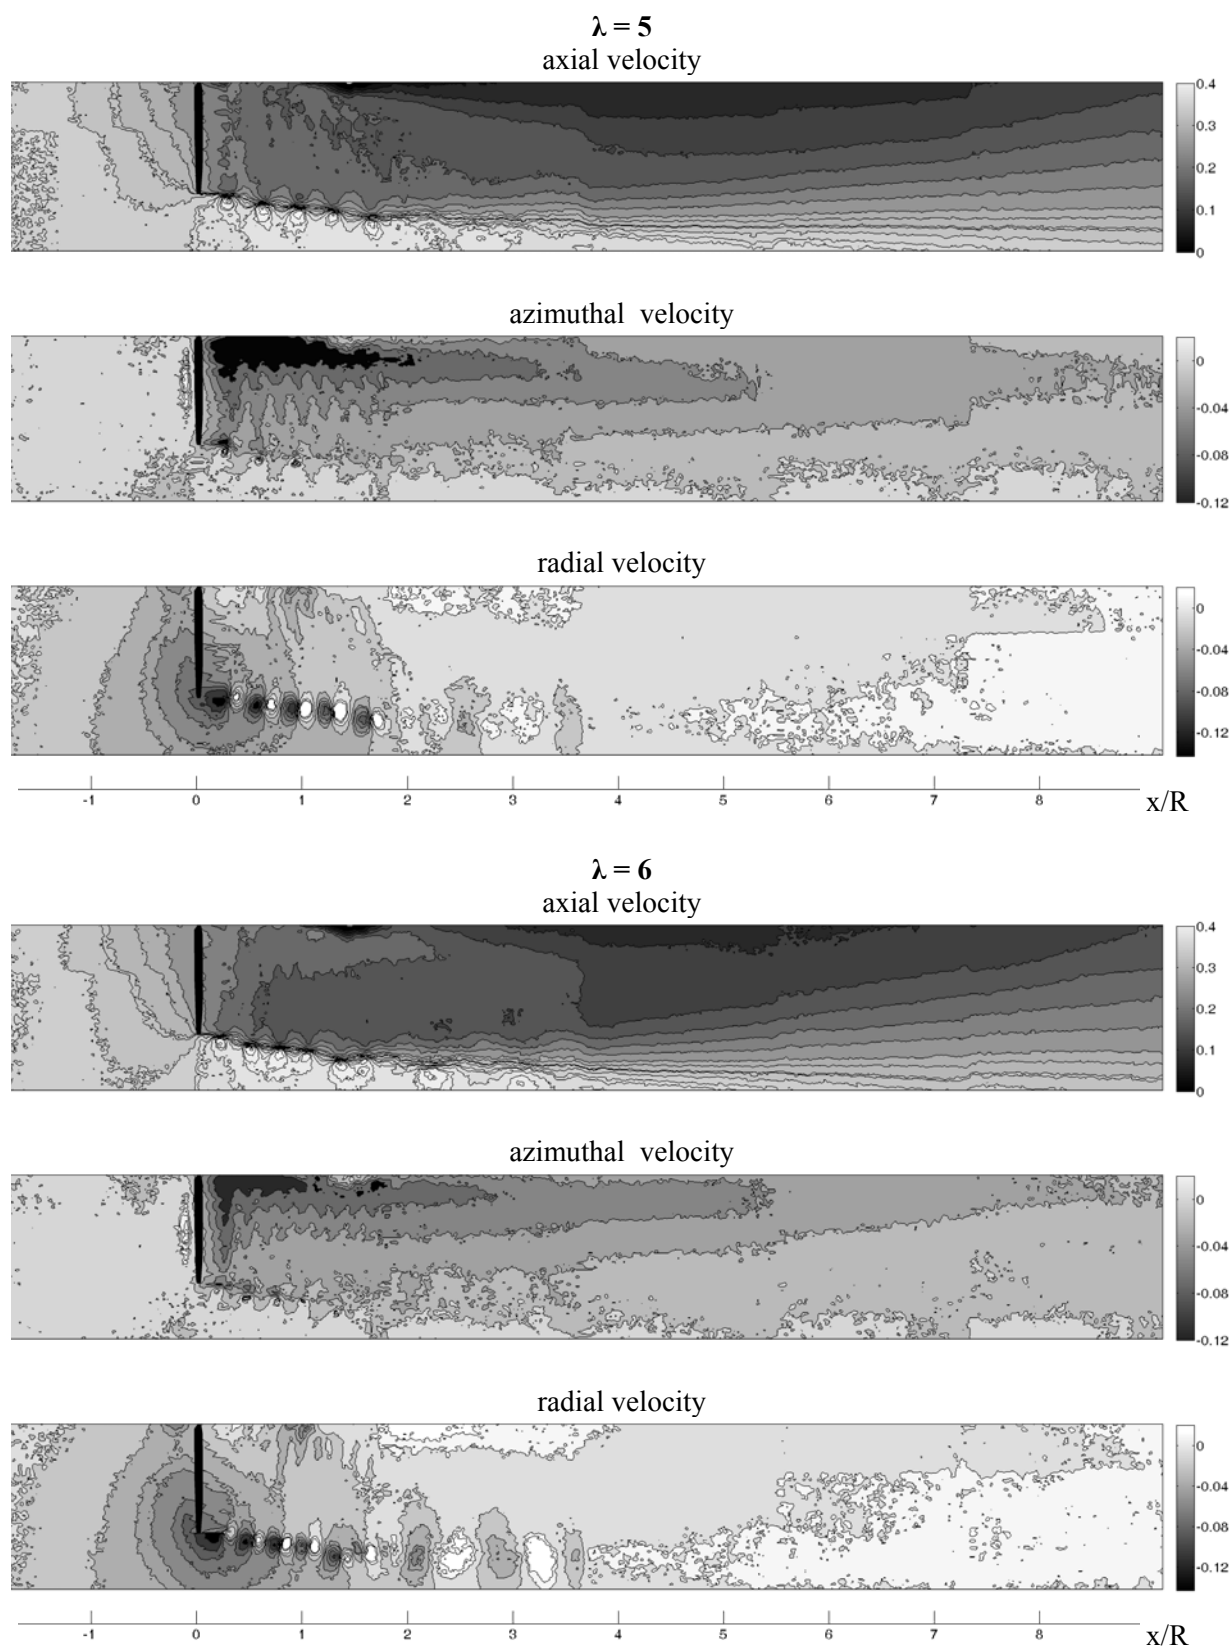 λ = 5
axial velocity
0.4
0.3
0.2
0.1
0
azimuthal velocity
0
-0.04
-0.08
-0.12
radial velocity
0
-0.04
-0.08
-0.12
-1 0 1 2 3 4 5 6 7 8 x/R
λ = 6
axial velocity
0.4
0.3
0.2
0.1
0
azimuthal velocity
0
-0.04
-0.08
-0.12
radial velocity
0
-0.04
-0.08
-0.12
-1 0 1 2 3 4 5 6 7 8 x/R